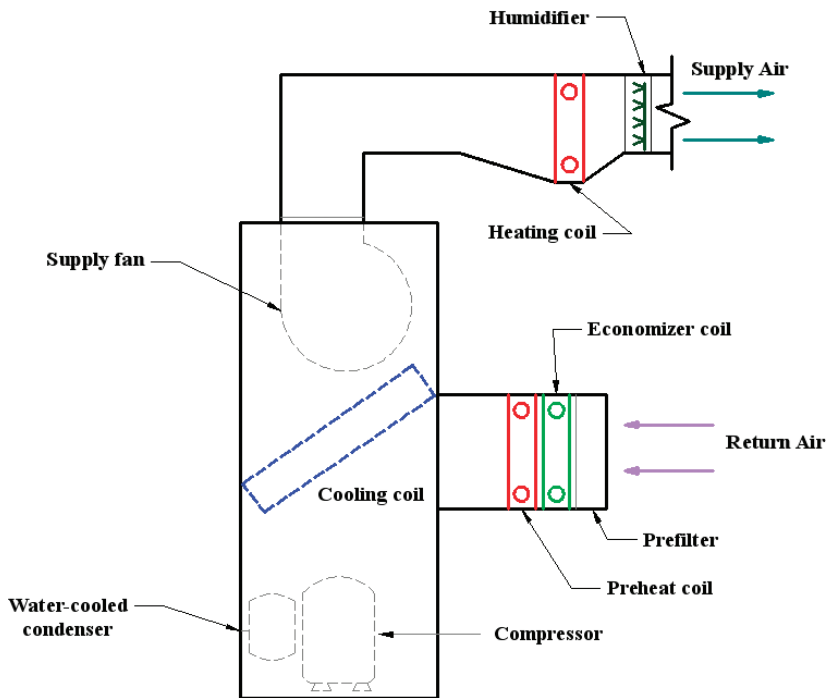 Humidifier
Supply Air
Heating coil
Supply fan
Economizer coil
Return Air
Cooling coil
Prefilter
Preheat coil
Water-cooled
condenser
Compressor